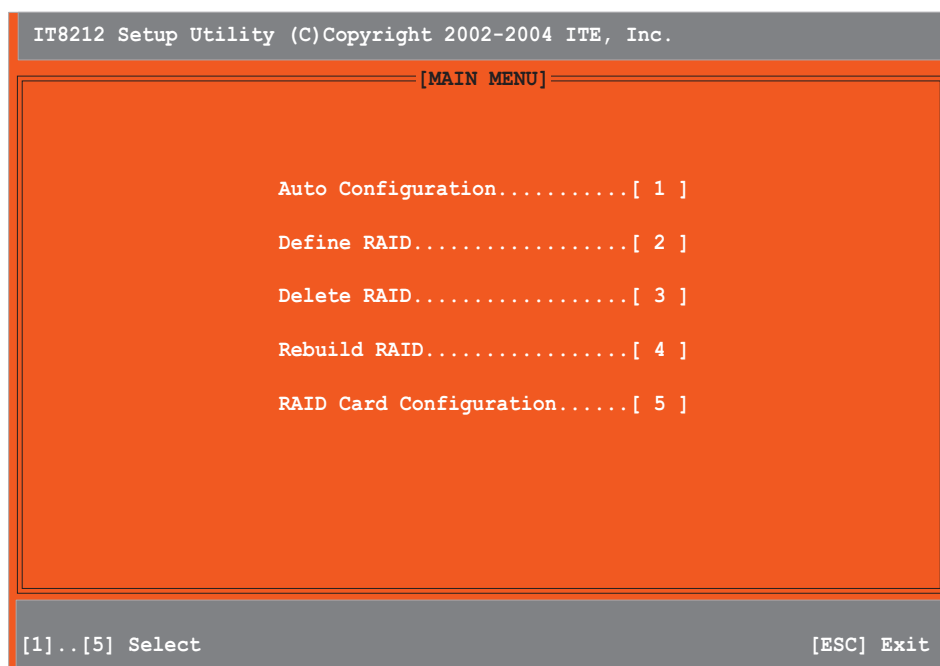 IT8212 Setup Utility (C)Copyright 2002-2004 ITE, Inc.
[MAIN MENU]
Auto Configuration...........[ 1 ]
Define RAID..................[ 2 ]
Delete RAID..................[ 3 ]
Rebuild RAID.................[ 4 ]
RAID Card Configuration......[ 5 ]
[1]..[5] Select [ESC] Exit